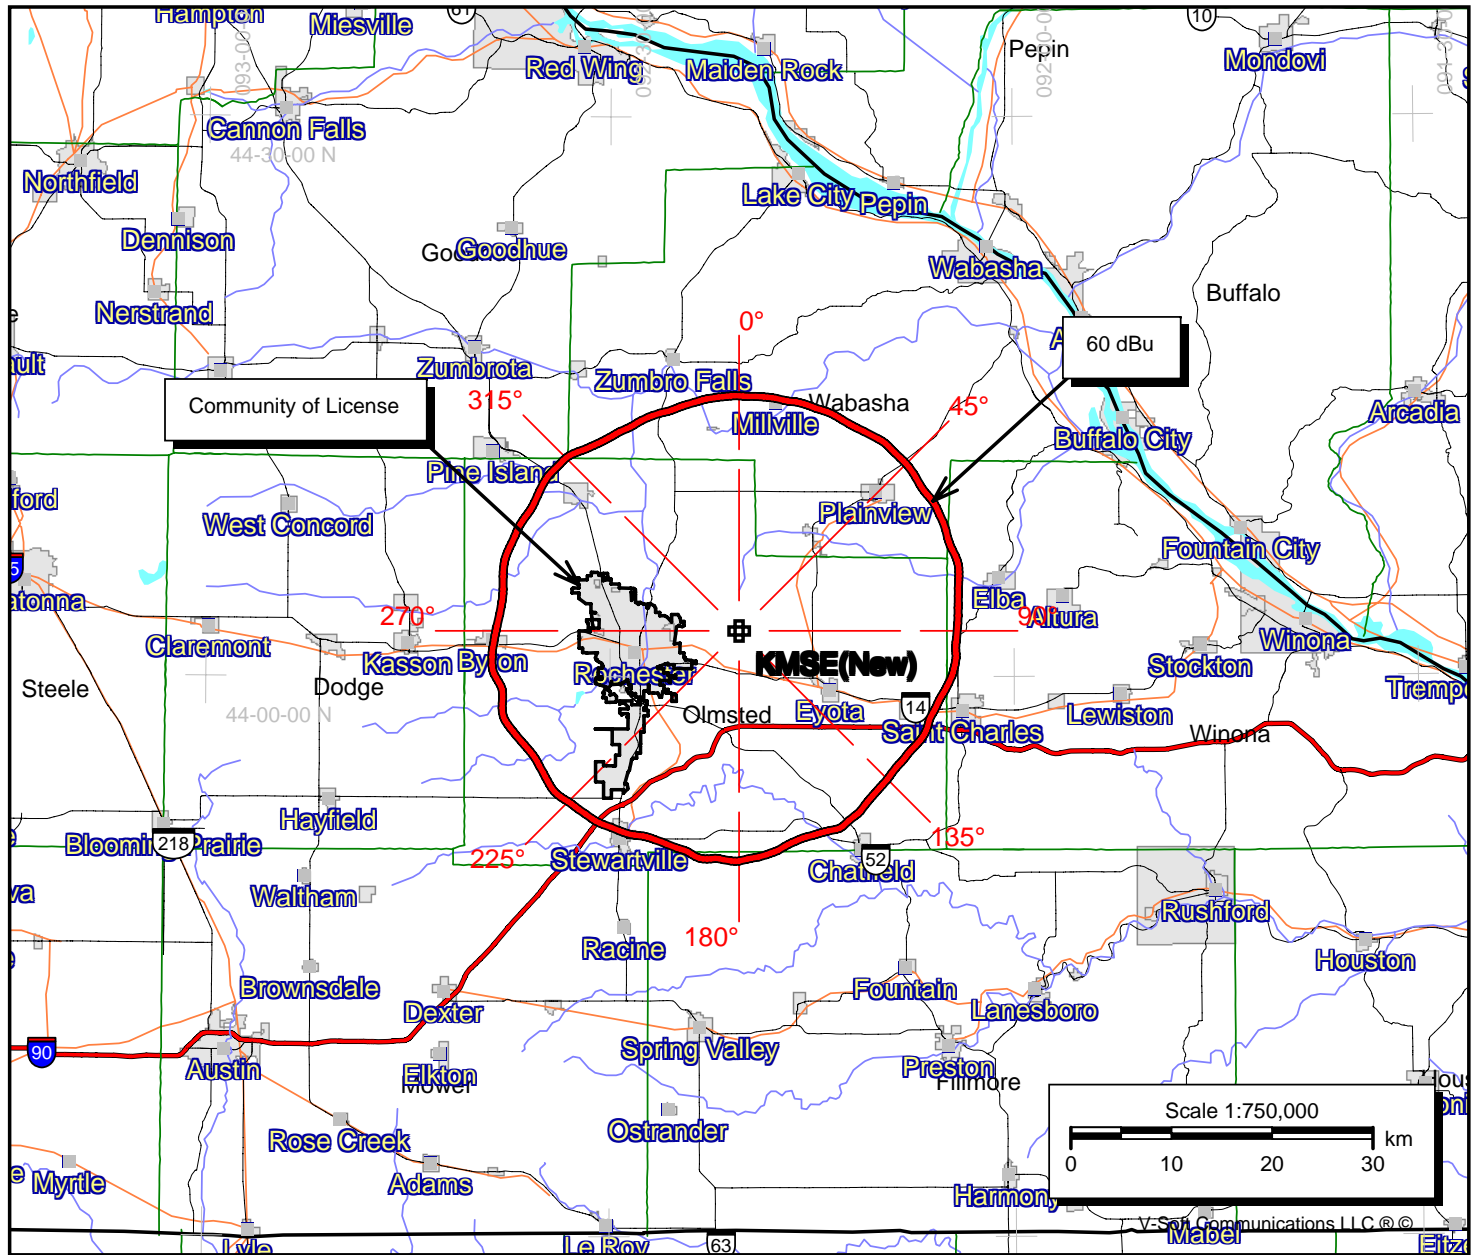 Hampton
Miesville
61
10
Pepin
Mondovi
Red Wing
Maiden Rock
Cannon Falls
44-30-00 N
Northfield
Lake City
Pepin
Dennison
Goodhue
Wabasha
Nerstrand
Buffalo
0°
60 dBu
Zumbrota
Zumbro Falls
Community of License
315°
Wabasha
45°
Millville
Arcadia
Buffalo City
Pine Island
West Concord
Plainview
Fountain City
Elba
Altura
270°
90°
Claremont
Kasson
Byron
Winona
Stockton
KMSE(New)
Rochester
Steele
Dodge
44-00-00 N
Olmsted
Eyota
14
Saint Charles
Lewiston
Winona
Hayfield
Blooming Prairie
218
225°
135°
Stewartville
Chatfield
52
Waltham
Rushford
180°
Racine
Houston
Brownsdale
Dexter
Fountain
Lanesboro
90
Austin
Elkton
Mower
Spring Valley
Preston
Fillmore
Scale 1:750,000
km
0 10 20 30
Ostrander
Rose Creek
Adams
Myrtle
Harmony
V-Soft Communications LLC ® ©
Mabel
Lyle
Le Roy
63